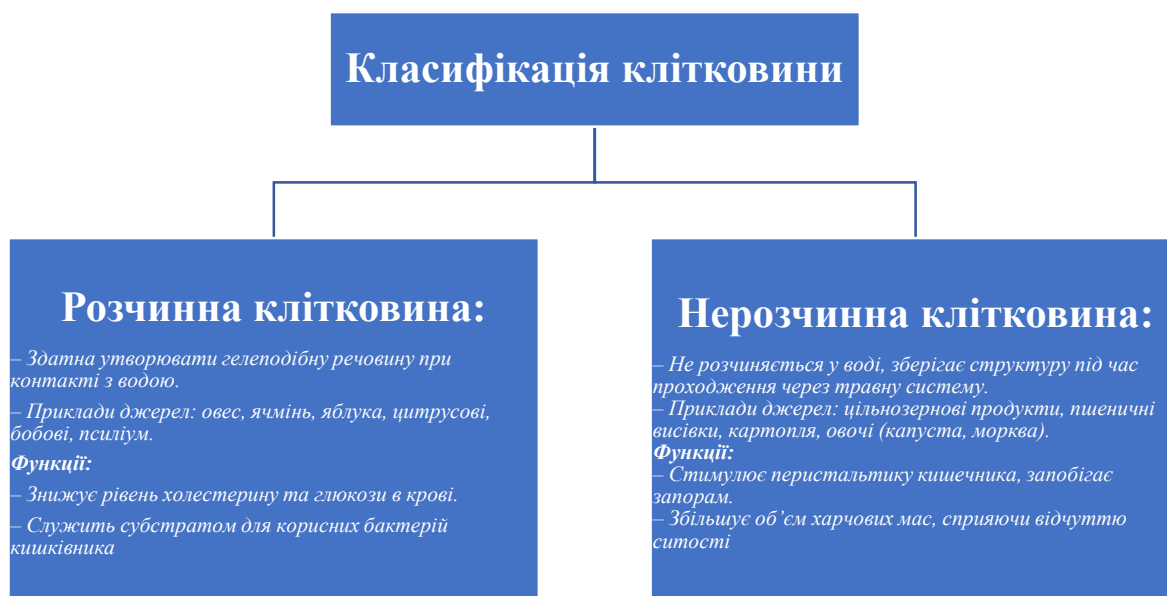 Класифікація клітковини
Розчинна клітковина:
– Здатна утворювати гелеподібну речовину при
контакті з водою.
– Приклади джерел: овес, ячмінь, яблука, цитрусові,
бобові, псиліум.
Функції:
– Знижує рівень холестерину та глюкози в крові.
– Служить субстратом для корисних бактерій
кишківника
Нерозчинна клітковина:
– Не розчиняється у воді, зберігає структуру під час
проходження через травну систему.
– Приклади джерел: цільнозернові продукти, пшеничні
висівки, картопля, овочі (капуста, морква).
Функції:
– Стимулює перистальтику кишечника, запобігає
запорам.
– Збільшує об’єм харчових мас, сприяючи відчуттю
ситості